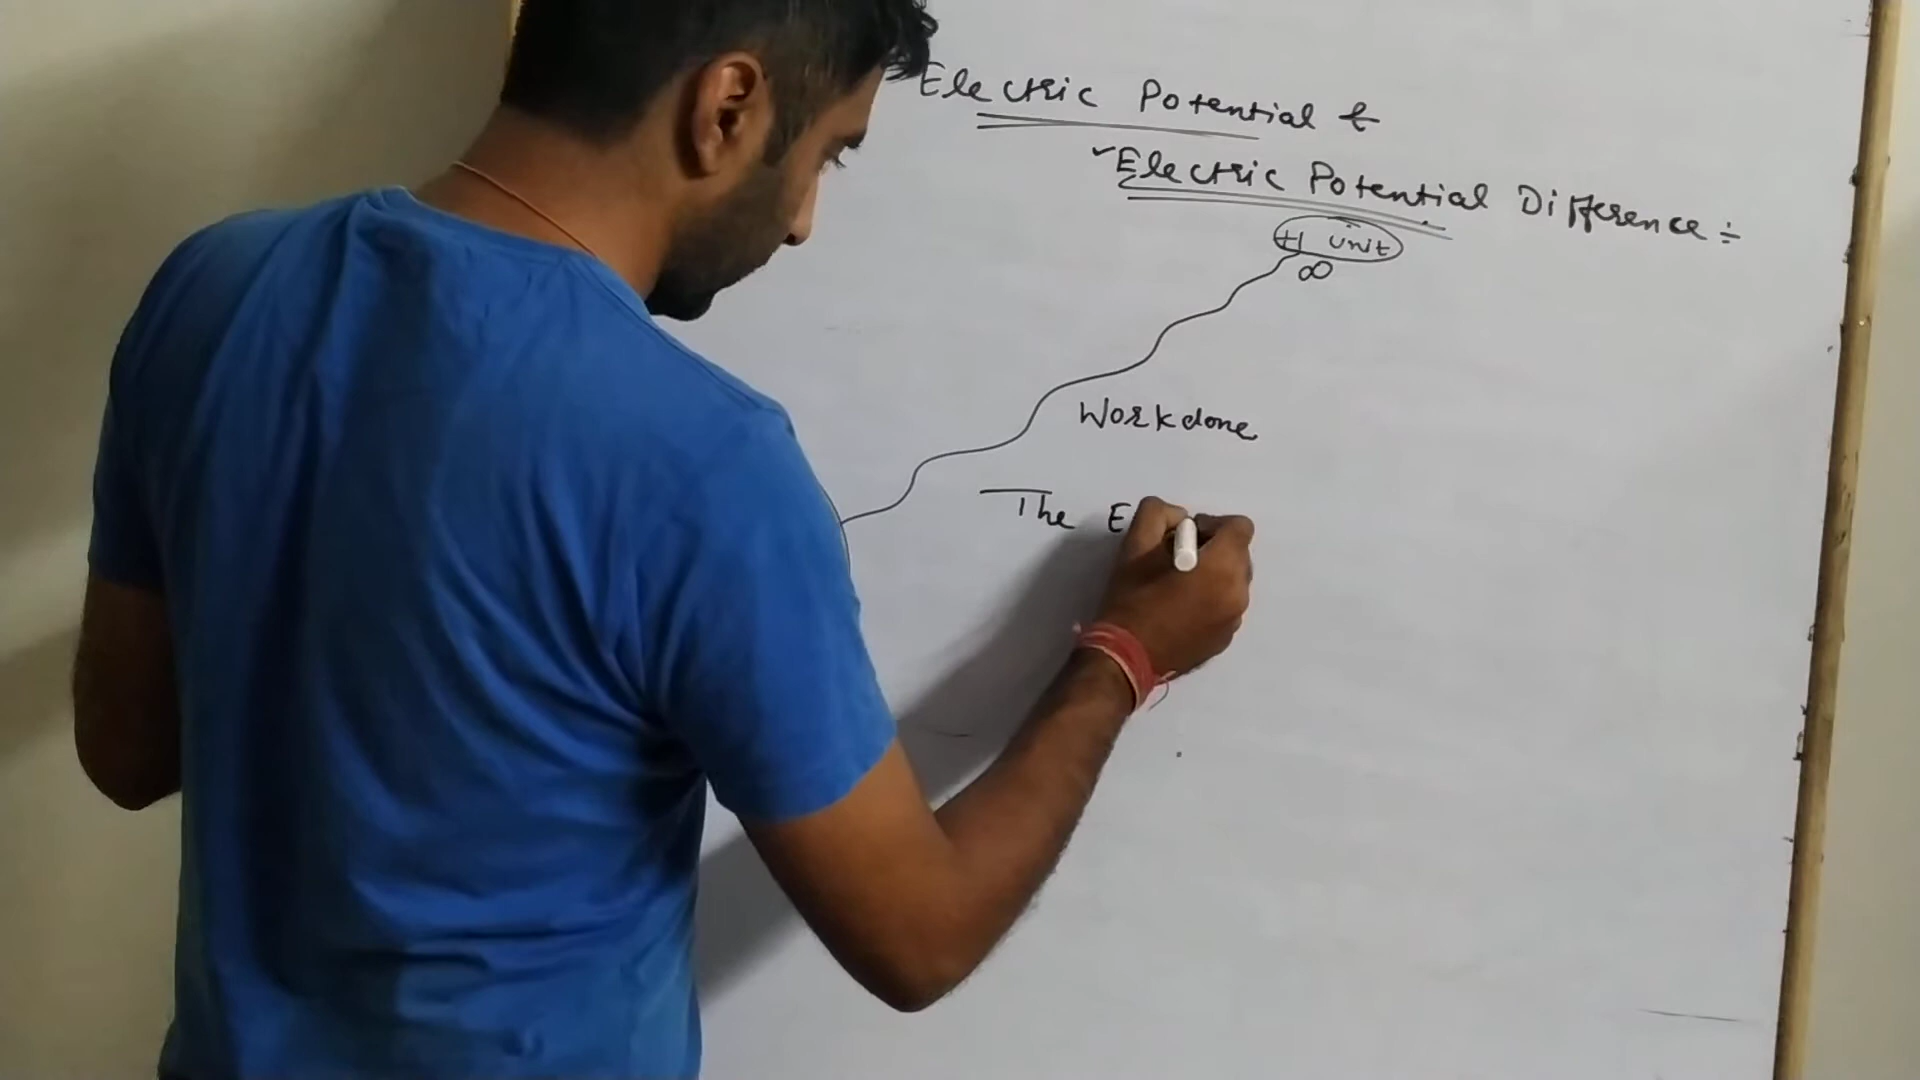 Electric Potential &
✓Electric Potential Difference ÷
+1 unit
∞
Workdone
The E